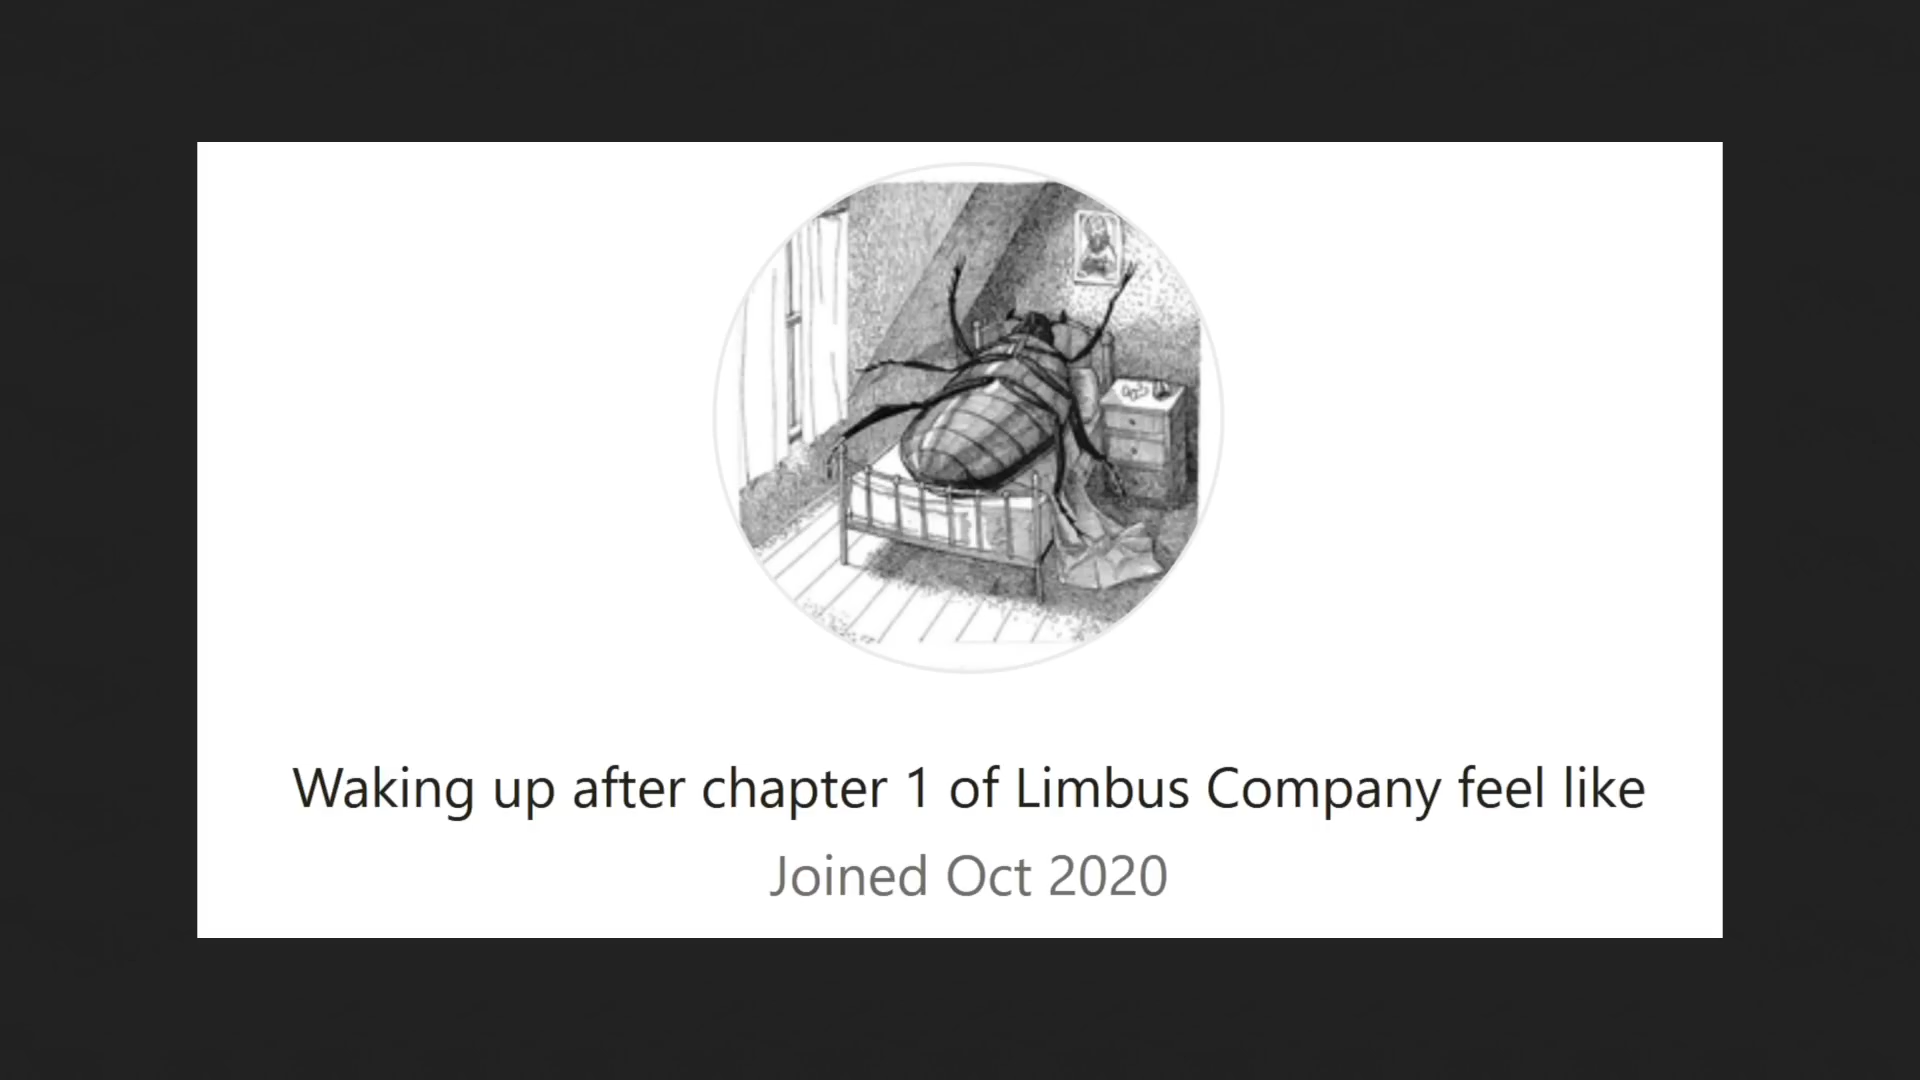 Waking up after chapter 1 of Limbus Company feel like
Joined Oct 2020